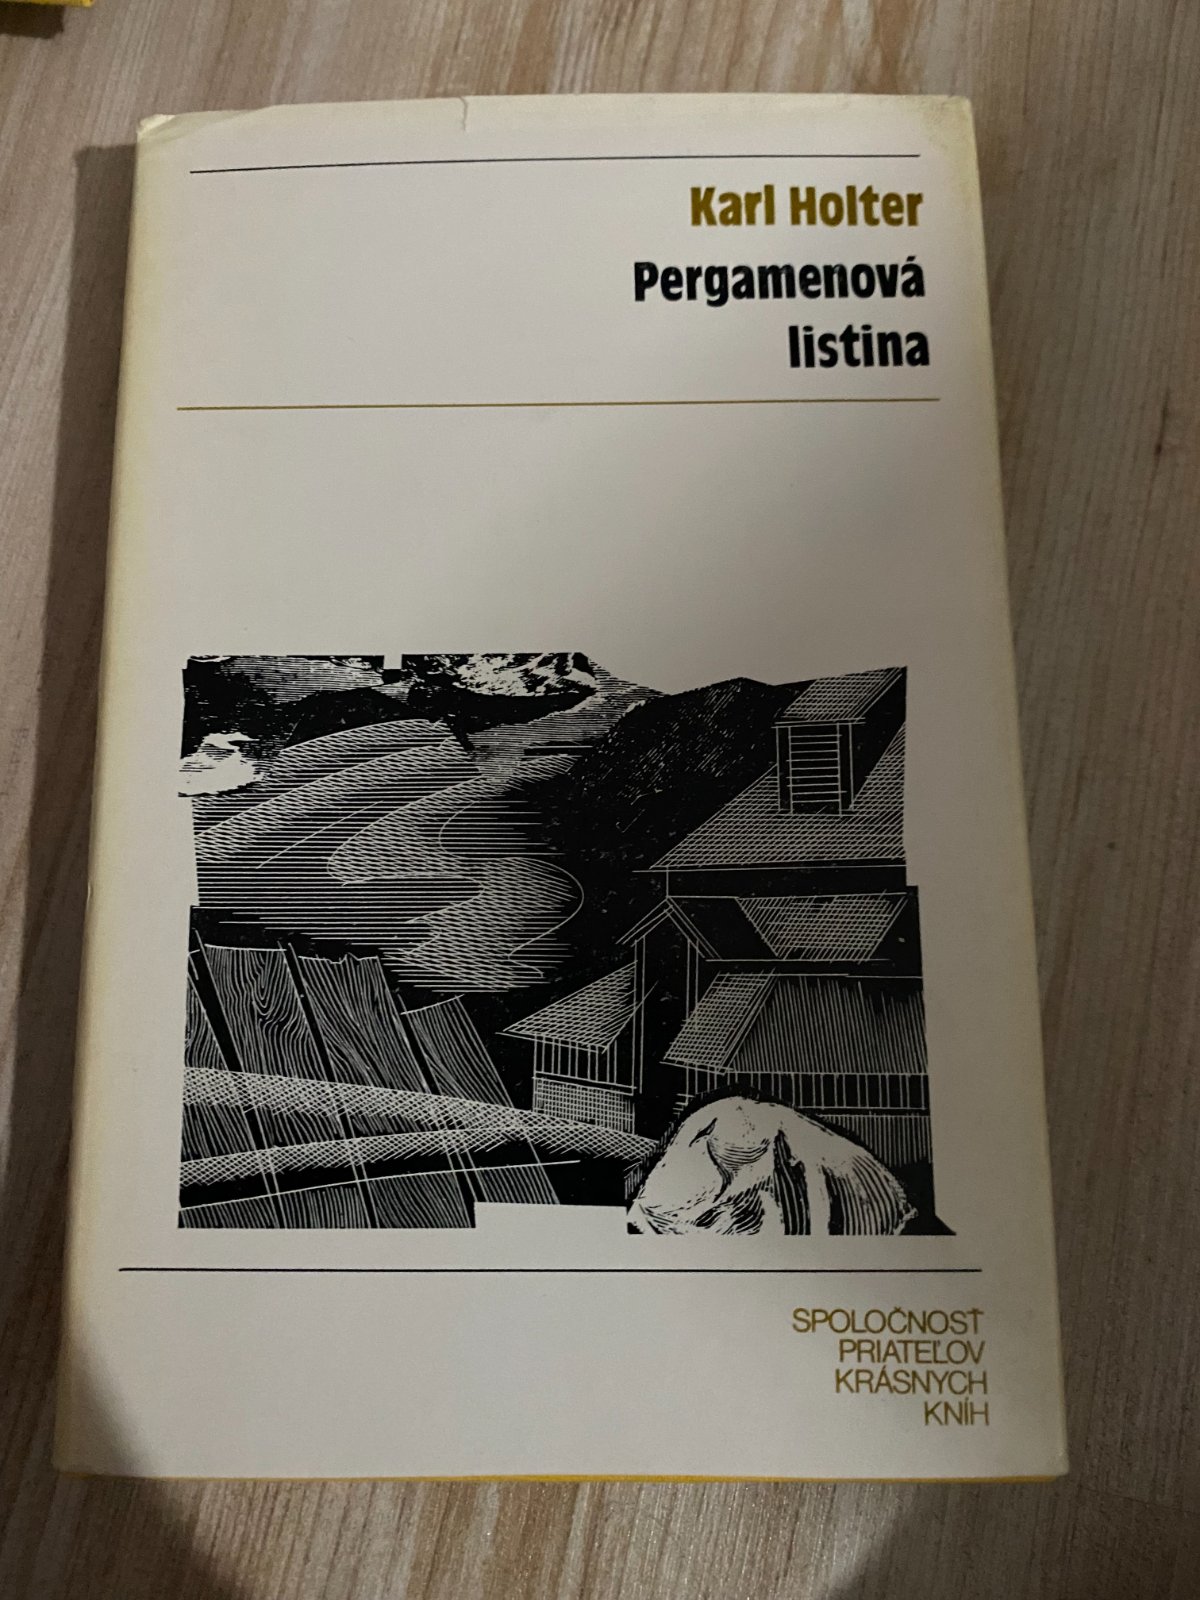 Karl Holter
Pergamenová
listina
SPOLOČNOSŤ
PRIATEĽOV
KRÁSNYCH
KNÍH